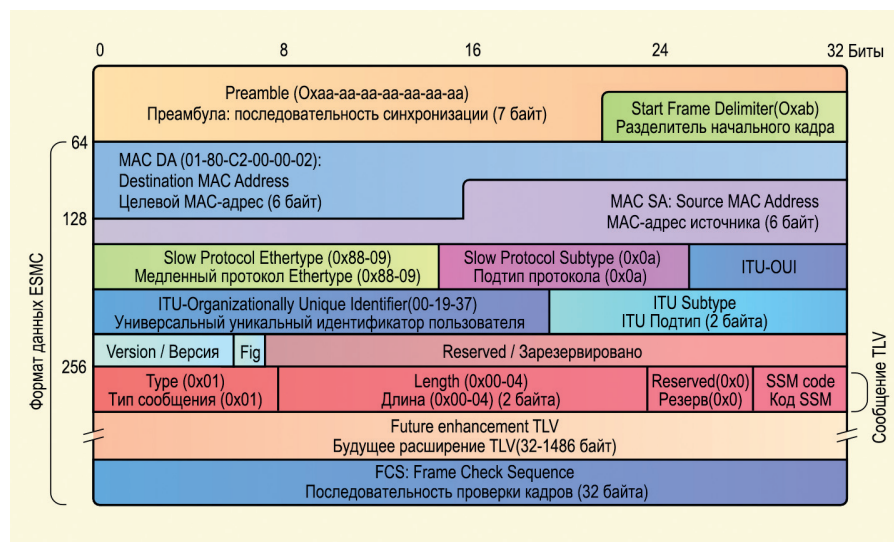 0
8
16
24
32 Биты
Preamble (Oxaa-aa-aa-aa-aa-aa-aa)
Преамбула: последовательность синхронизации (7 байт)
Start Frame Delimiter(Oxab)
Разделитель начального кадра
64
MAC DA (01-80-C2-00-00-02):
Destination MAC Address
Целевой MAC-адрес (6 байт)
MAC SA: Source MAC Address
MAC-адрес источника (6 байт)
128
Slow Protocol Ethertype (0x88-09)
Медленный протокол Ethertype (0x88-09)
Slow Protocol Subtype (0x0a)
Подтип протокола (0x0a)
ITU-OUI
ITU-Organizationally Unique Identifier(00-19-37)
Универсальный уникальный идентификатор пользователя
ITU Subtype
ITU Подтип (2 байта)
Version / Версия
Fig
Reserved / Зарезервировано
256
Type (0x01)
Тип сообщения (0x01)
Length (0x00-04)
Длина (0x00-04) (2 байта)
Reserved(0x0)
Резерв(0x0)
SSM code
Код SSM
Future enhancement TLV
Будущее расширение TLV(32-1486 байт)
FCS: Frame Check Sequence
Последовательность проверки кадров (32 байта)
Формат данных ESMC
Сообщение TLV